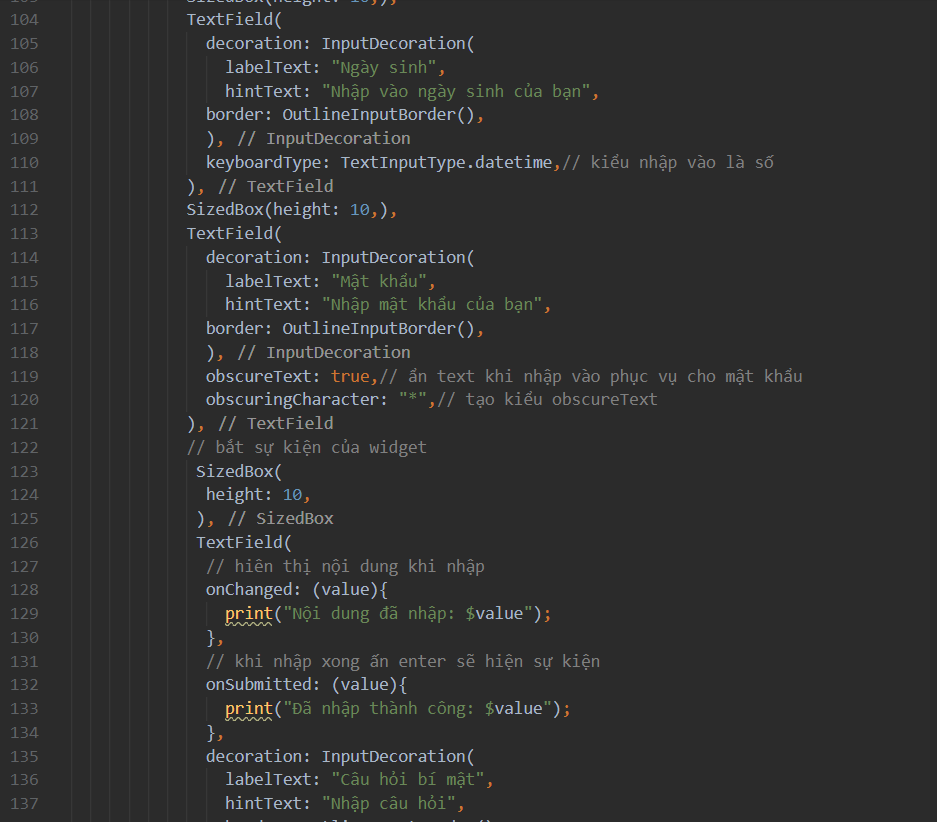 SizedBox(height: 10,),
104 TextField(
105 decoration: InputDecoration(
106 labelText: "Ngày sinh",
107 hintText: "Nhập vào ngày sinh của bạn",
108 border: OutlineInputBorder(),
109 ), // InputDecoration
110 keyboardType: TextInputType.datetime,// kiểu nhập vào là số
111 ), // TextField
112 SizedBox(height: 10,),
113 TextField(
114 decoration: InputDecoration(
115 labelText: "Mật khẩu",
116 hintText: "Nhập mật khẩu của bạn",
117 border: OutlineInputBorder(),
118 ), // InputDecoration
119 obscureText: true,// ẩn text khi nhập vào phục vụ cho mật khẩu
120 obscuringCharacter: "*",// tạo kiểu obscureText
121 ), // TextField
122 // bắt sự kiện của widget
123 SizedBox(
124 height: 10,
125 ), // SizedBox
126 TextField(
127 // hiên thị nội dung khi nhập
128 onChanged: (value){
129 print("Nội dung đã nhập: $value");
130 },
131 // khi nhập xong ấn enter sẽ hiện sự kiện
132 onSubmitted: (value){
133 print("Đã nhập thành công: $value");
134 },
135 decoration: InputDecoration(
136 labelText: "Câu hỏi bí mật",
137 hintText: "Nhập câu hỏi",